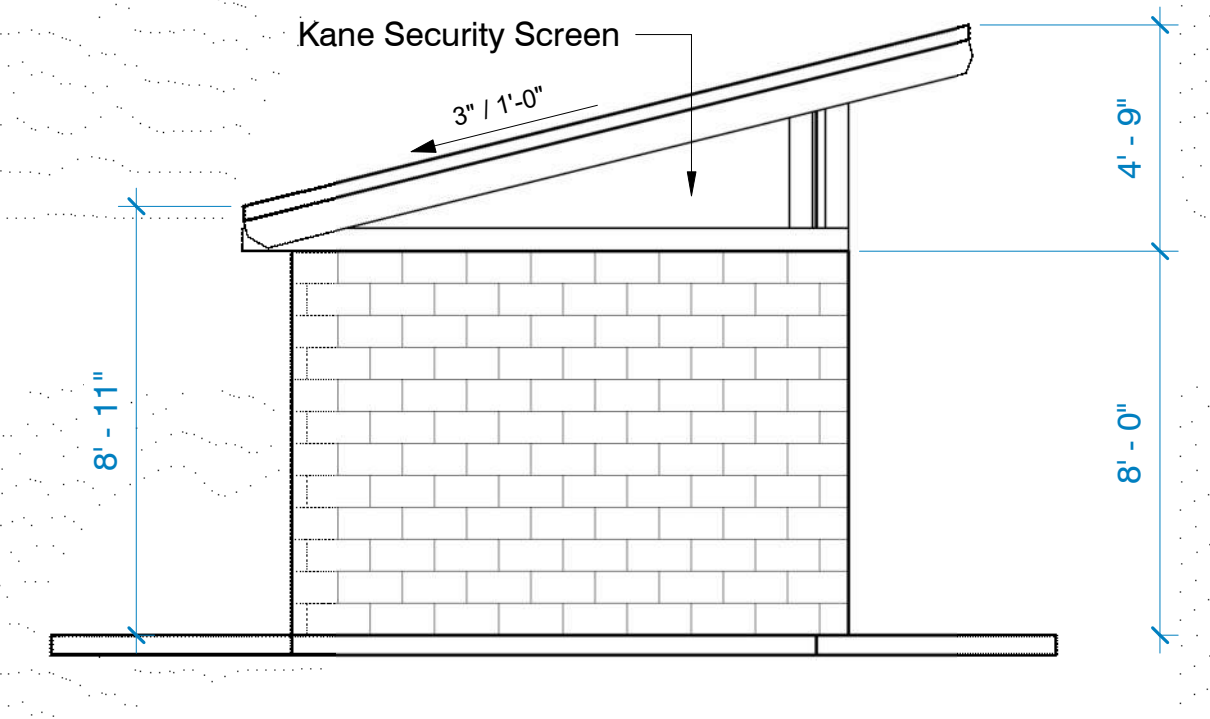 Kane Security Screen
3" / 1'-0"
4' - 9"
8' - 11"
8' - 0"